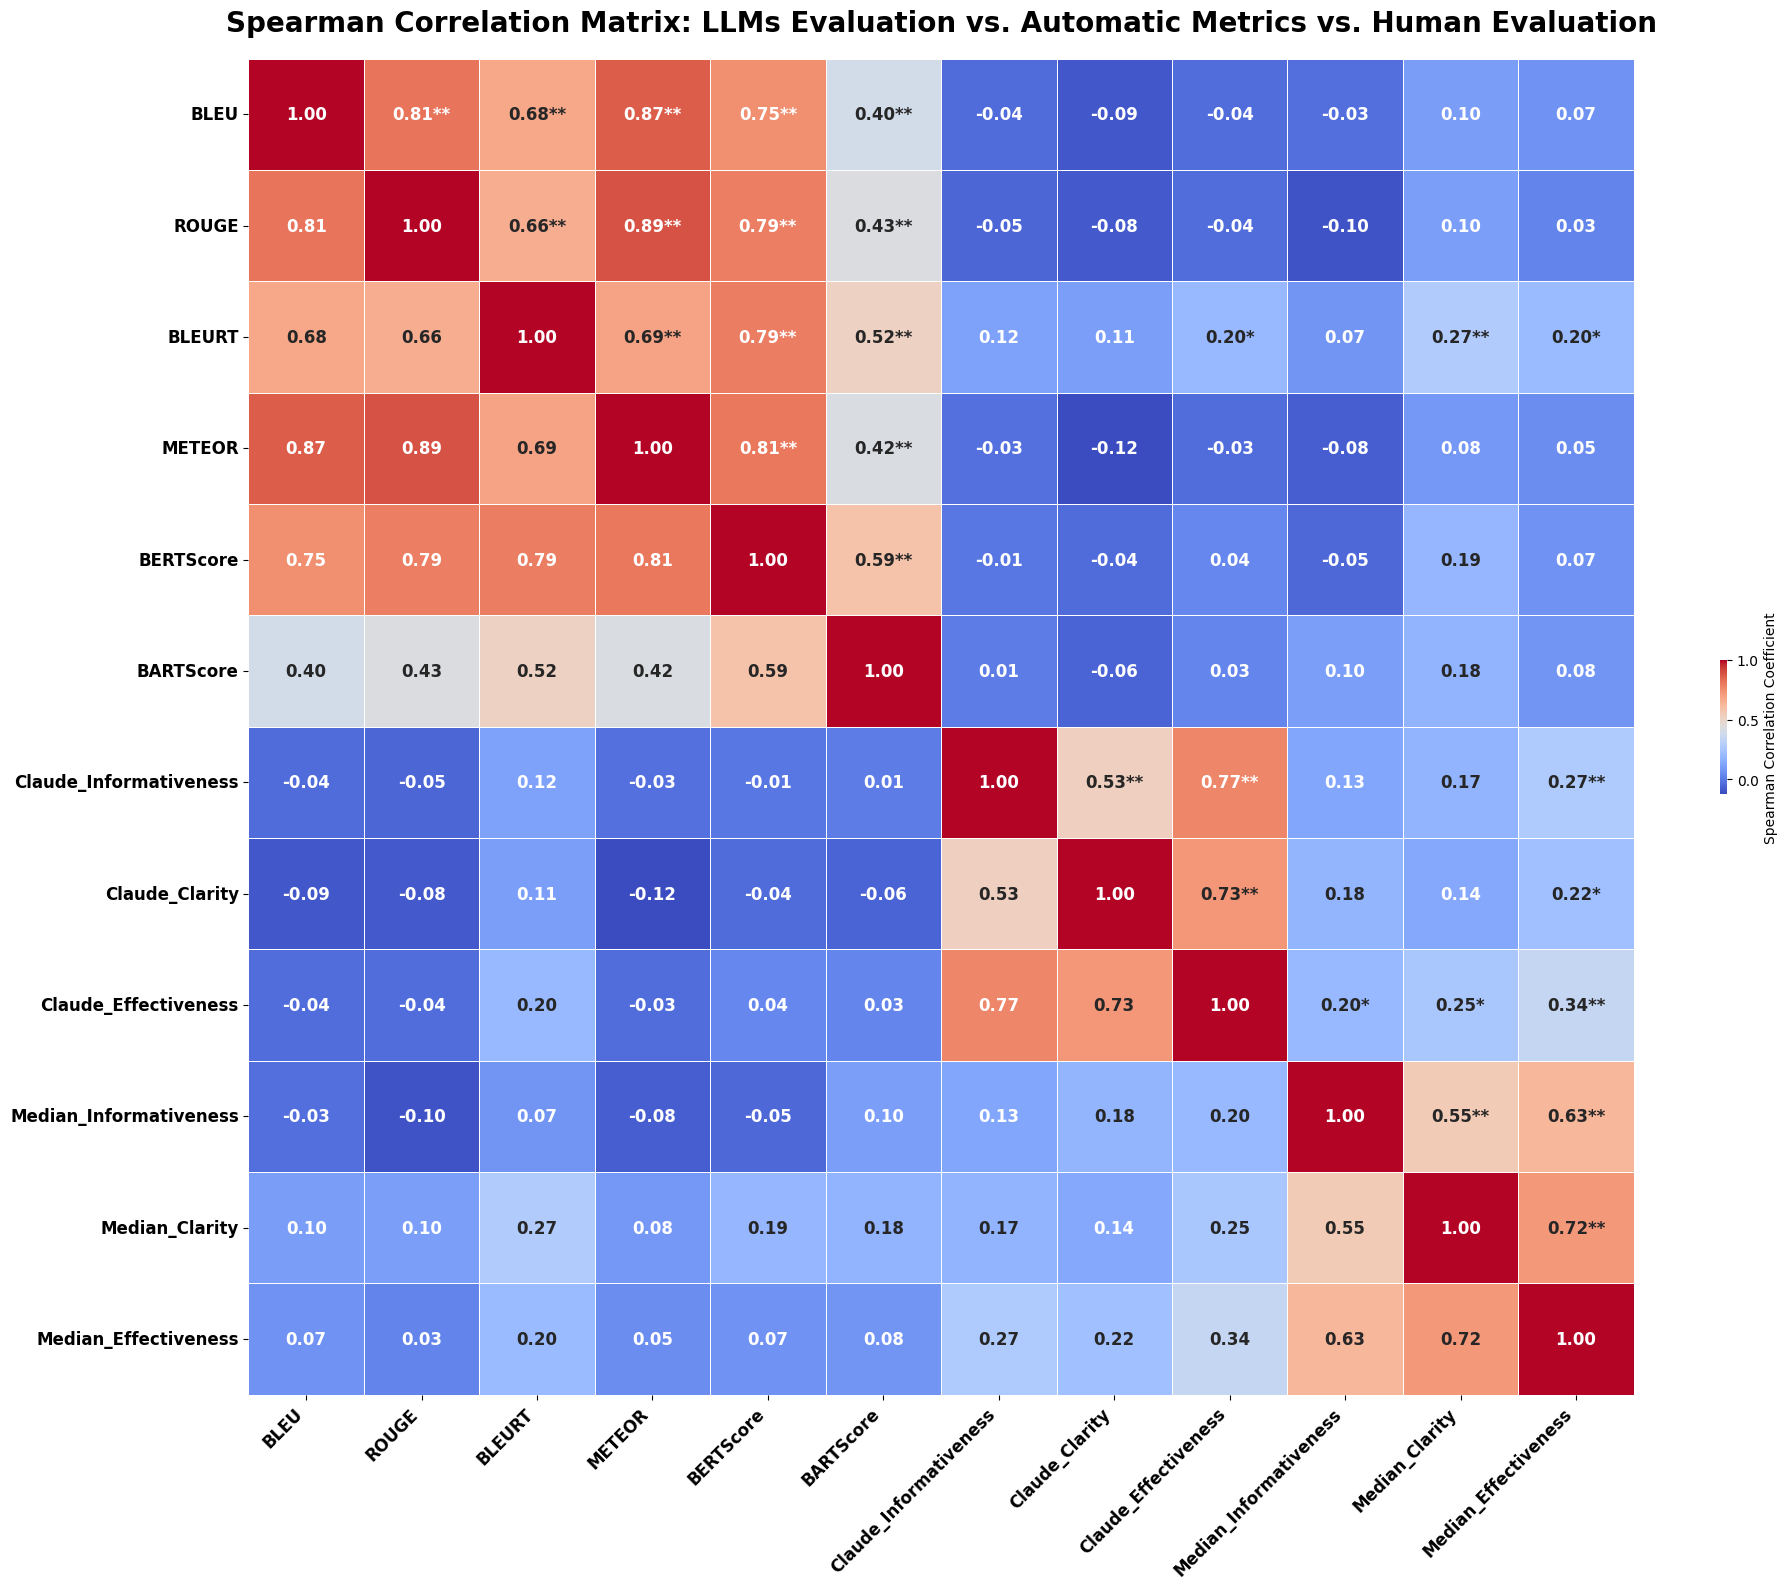 Spearman Correlation Matrix: LLMs Evaluation vs. Automatic Metrics vs. Human Evaluation
BLEU 1.00 0.81** 0.68** 0.87** 0.75** 0.40** -0.04 -0.09 -0.04 -0.03 0.10 0.07
ROUGE 0.81 1.00 0.66** 0.89** 0.79** 0.43** -0.05 -0.08 -0.04 -0.10 0.10 0.03
BLEURT 0.68 0.66 1.00 0.69** 0.79** 0.52** 0.12 0.11 0.20* 0.07 0.27** 0.20*
METEOR 0.87 0.89 0.69 1.00 0.81** 0.42** -0.03 -0.12 -0.03 -0.08 0.08 0.05
BERTScore 0.75 0.79 0.79 0.81 1.00 0.59** -0.01 -0.04 0.04 -0.05 0.19 0.07
BARTScore 0.40 0.43 0.52 0.42 0.59 1.00 0.01 -0.06 0.03 0.10 0.18 0.08
Claude_Informativeness -0.04 -0.05 0.12 -0.03 -0.01 0.01 1.00 0.53** 0.77** 0.13 0.17 0.27**
Claude_Clarity -0.09 -0.08 0.11 -0.12 -0.04 -0.06 0.53 1.00 0.73** 0.18 0.14 0.22*
Claude_Effectiveness -0.04 -0.04 0.20 -0.03 0.04 0.03 0.77 0.73 1.00 0.20* 0.25* 0.34**
Median_Informativeness -0.03 -0.10 0.07 -0.08 -0.05 0.10 0.13 0.18 0.20 1.00 0.55** 0.63**
Median_Clarity 0.10 0.10 0.27 0.08 0.19 0.18 0.17 0.14 0.25 0.55 1.00 0.72**
Median_Effectiveness 0.07 0.03 0.20 0.05 0.07 0.08 0.27 0.22 0.34 0.63 0.72 1.00
BLEU ROUGE BLEURT METEOR BERTScore BARTScore Claude_Informativeness Claude_Clarity Claude_Effectiveness Median_Informativeness Median_Clarity Median_Effectiveness
1.0
0.5
0.0
Spearman Correlation Coefficient